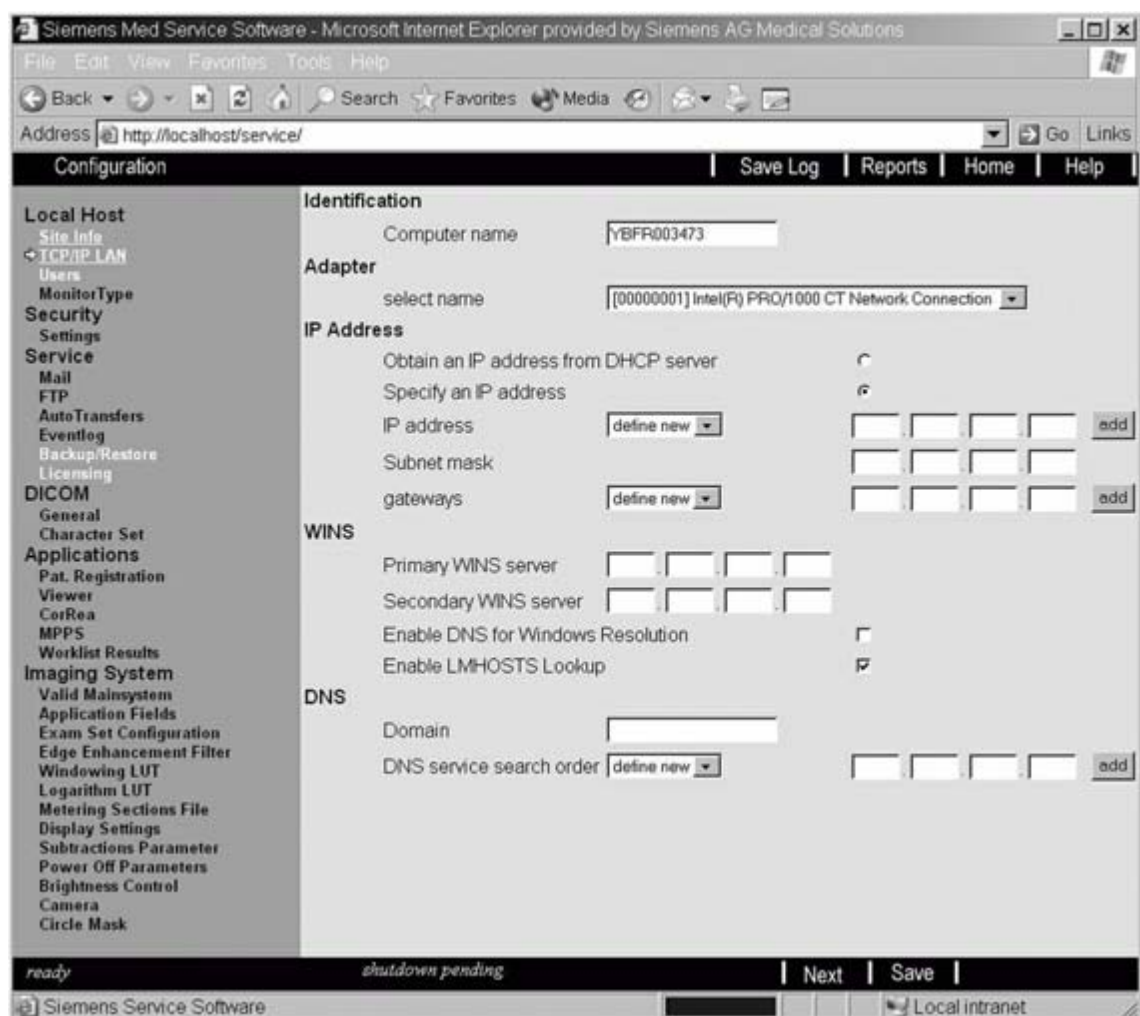 Siemens Med Service Software - Microsoft Internet Explorer provided by Siemens AG Medical Solutions
File Edit View Favorites Tools Help
Back Search Favorites Media
Address http://localhost/service/ Go Links
Configuration Save Log Reports Home Help
Local Host
Site Info
TCP/IP LAN
Users
MonitorType
Security
Settings
Service
Mail
FTP
AutoTransfers
Eventlog
Backup/Restore
Licensing
DICOM
General
Character Set
Applications
Pat. Registration
Viewer
CorRea
MPPS
Worklist Results
Imaging System
Valid Mainsystem
Application Fields
Exam Set Configuration
Edge Enhancement Filter
Windowing LUT
Logarithm LUT
Metering Sections File
Display Settings
Subtractions Parameter
Power Off Parameters
Brightness Control
Camera
Circle Mask
Identification
Computer name YBFR003473
Adapter
select name [00000001] Intel(R) PRO/1000 CT Network Connection
IP Address
Obtain an IP address from DHCP server
Specify an IP address
IP address define new . . . add
Subnet mask . . .
gateways define new . . . add
WINS
Primary WINS server . . .
Secondary WINS server . . .
Enable DNS for Windows Resolution
Enable LMHOSTS Lookup
DNS
Domain
DNS service search order define new . . . add
ready shutdown pending Next Save
Siemens Service Software Local intranet